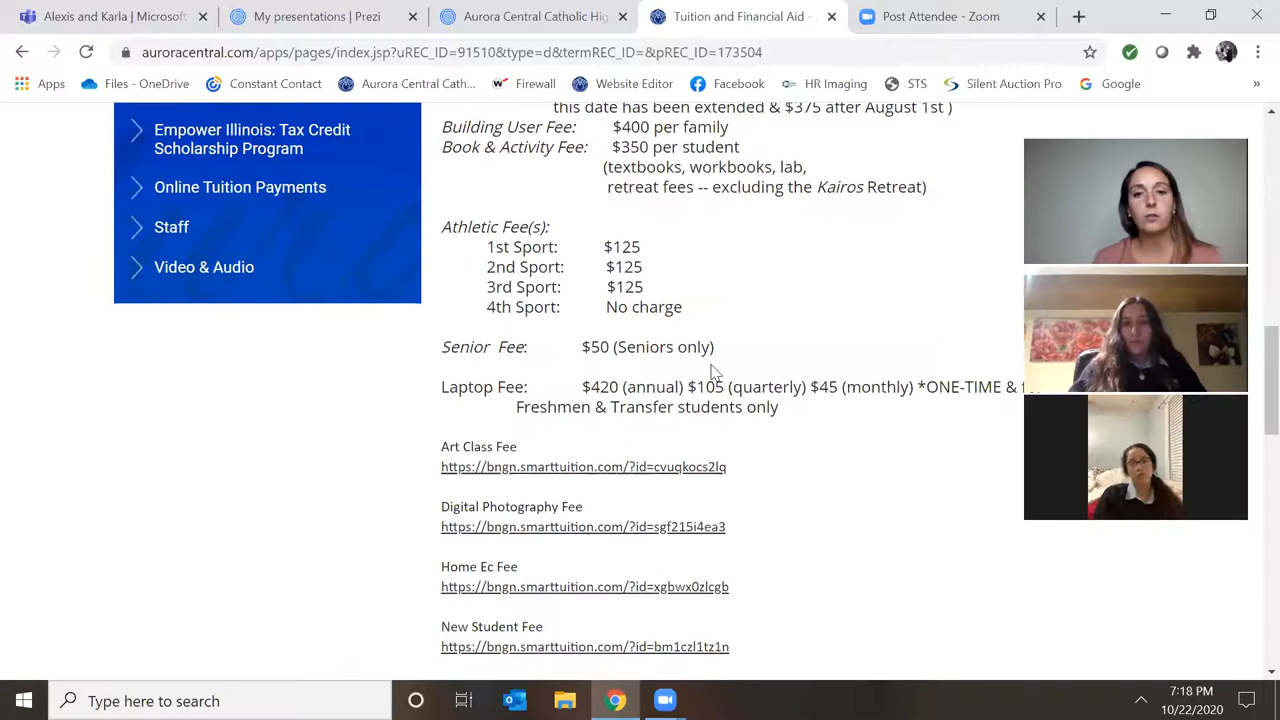 Alexis and Karla | Microsoft
My presentations | Prezi
Aurora Central Catholic Hig
Tuition and Financial Aid -
Post Attendee - Zoom
auroracentral.com/apps/pages/index.jsp?uREC_ID=91510&type=d&termREC_ID=&pREC_ID=173504
Apps
Files - OneDrive
Constant Contact
Aurora Central Cat...
Firewall
Website Editor
Facebook
HR Imaging
STS
Silent Auction Pro
Google
»
this date has been extended & $375 after August 1st )
Empower Illinois: Tax Credit
Scholarship Program
Online Tuition Payments
Staff
Video & Audio
Building User Fee: $400 per family
Book & Activity Fee: $350 per student
(textbooks, workbooks, lab,
retreat fees -- excluding the Kairos Retreat)
Athletic Fee(s):
1st Sport: $125
2nd Sport: $125
3rd Sport: $125
4th Sport: No charge
Senior Fee: $50 (Seniors only)
Laptop Fee: $420 (annual) $105 (quarterly) $45 (monthly) *ONE-TIME &
Freshmen & Transfer students only
Art Class Fee
https://bngn.smarttuition.com/?id=cvuqkocs2lq
Digital Photography Fee
https://bngn.smarttuition.com/?id=sgf215i4ea3
Home Ec Fee
https://bngn.smarttuition.com/?id=xgbwx0zlcgb
New Student Fee
https://bngn.smarttuition.com/?id=bm1czl1tz1n
Type here to search
7:18 PM
10/22/2020